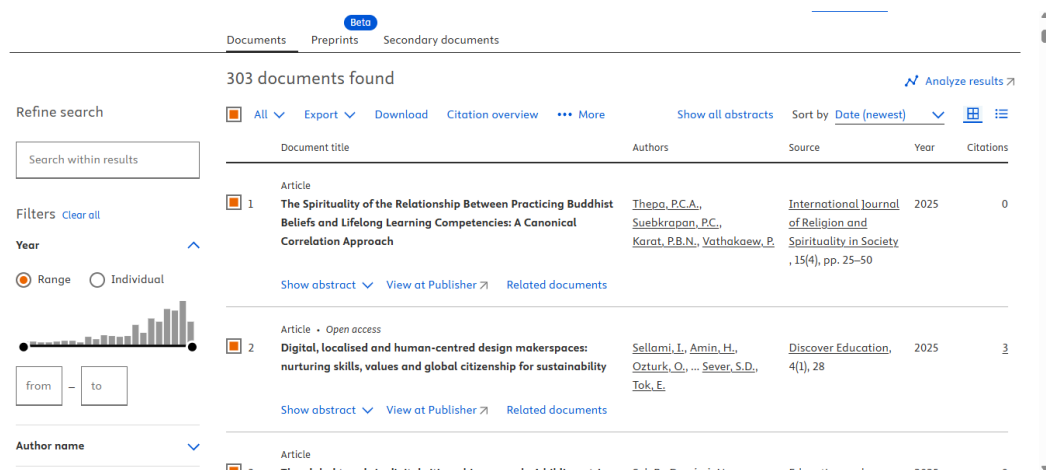 Beta
Documents Preprints Secondary documents
303 documents found
Analyze results
Refine search
All Export Download Citation overview ••• More Show all abstracts Sort by Date (newest)
Document title Authors Source Year Citations
Search within results
Article
1 The Spirituality of the Relationship Between Practicing Buddhist Thepa, P.C.A., International Journal 2025 0
Filters Clear all
Beliefs and Lifelong Learning Competencies: A Canonical Suebkrapan, P.C., of Religion and
Year
Correlation Approach Karat, P.B.N., Vathakaew, P. Spirituality in Society
, 15(4), pp. 25–50
Range Individual
Show abstract View at Publisher Related documents
Article • Open access
2 Digital, localised and human-centred design makerspaces: Sellami, I., Amin, H., Discover Education, 2025 3
nurturing skills, values and global citizenship for sustainability Ozturk, O., ... Sever, S.D., 4(1), 28
Tok, E.
from – to
Show abstract View at Publisher Related documents
Author name
Article